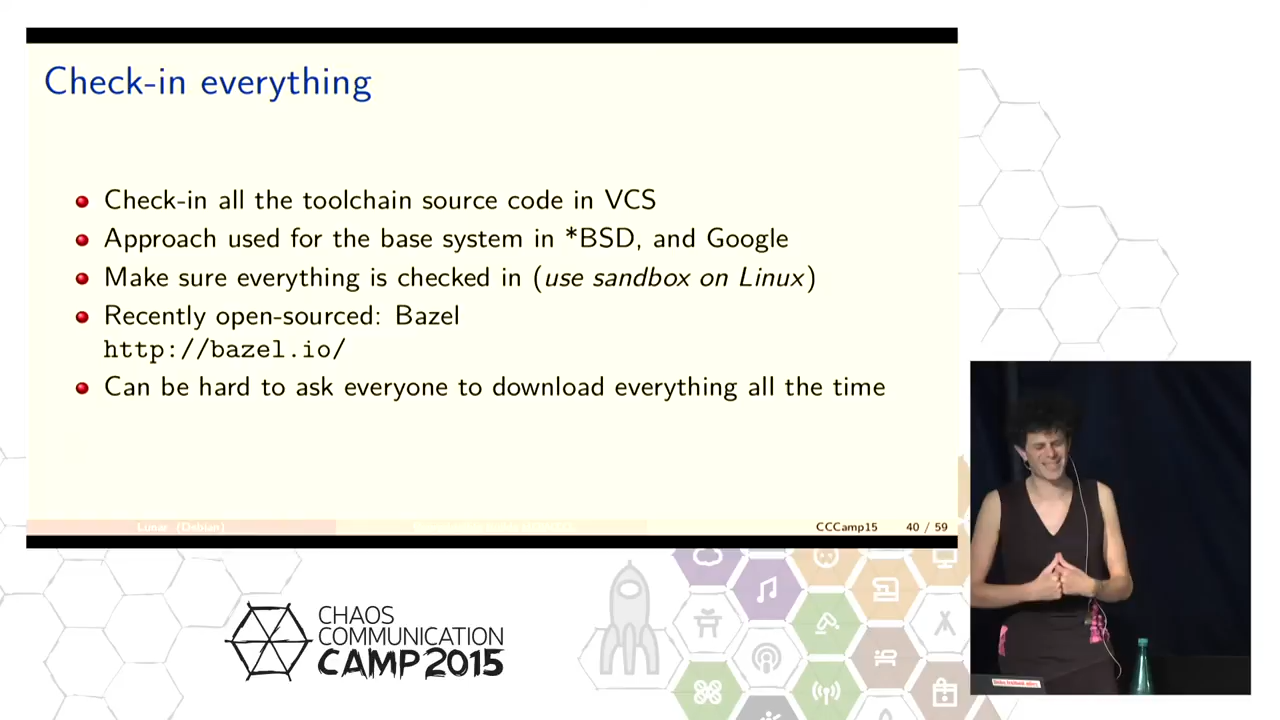 Check-in everything
Check-in all the toolchain source code in VCS
Approach used for the base system in *BSD, and Google
Make sure everything is checked in (use sandbox on Linux)
Recently open-sourced: Bazel
http://bazel.io/
Can be hard to ask everyone to download everything all the time
Lunar (Debian)
CCCamp15 40 / 59
CHAOS
COMMUNICATION
CAMP 2015